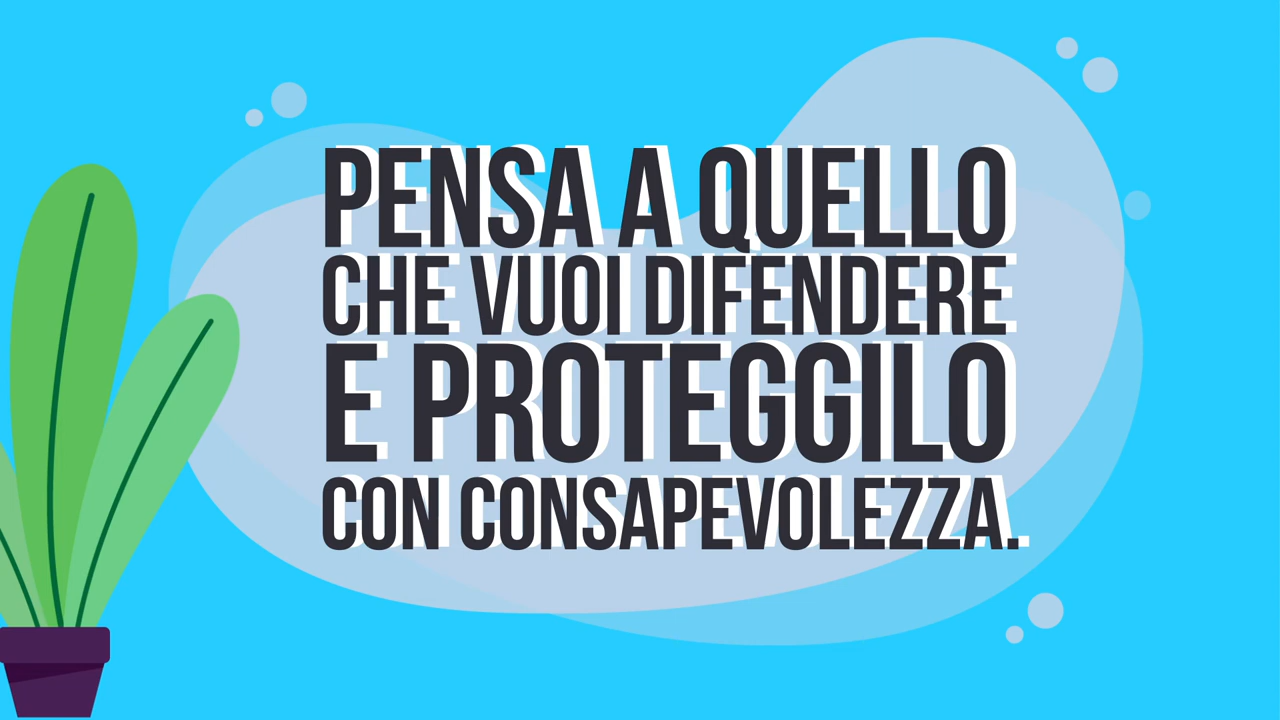 PENSA A QUELLO
CHE VUOI DIFENDERE
E PROTEGGILO
CON CONSAPEVOLEZZA.